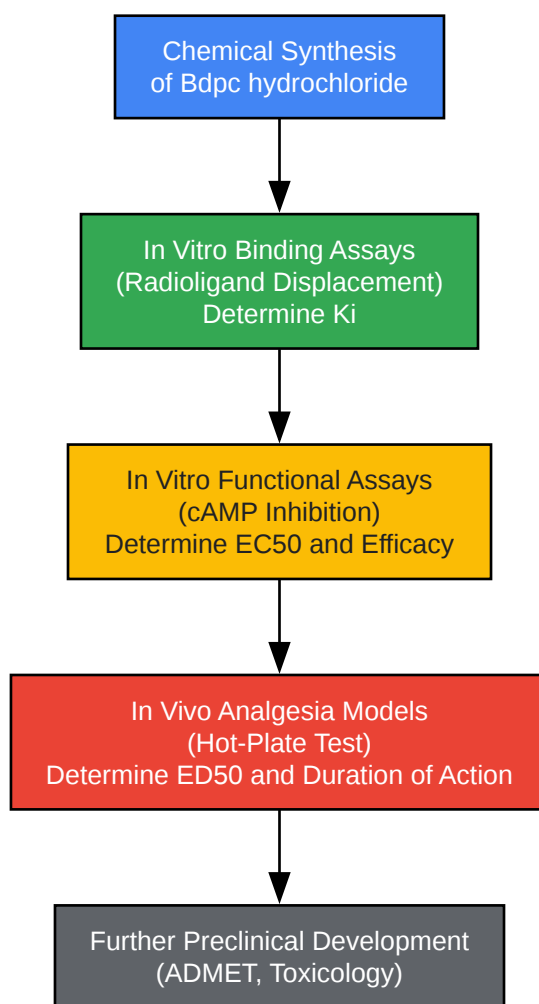 Chemical Synthesis
of Bdpc hydrochloride
In Vitro Binding Assays
(Radioligand Displacement)
Determine Ki
In Vitro Functional Assays
(cAMP Inhibition)
Determine EC50 and Efficacy
In Vivo Analgesia Models
(Hot-Plate Test)
Determine ED50 and Duration of Action
Further Preclinical Development
(ADMET, Toxicology)